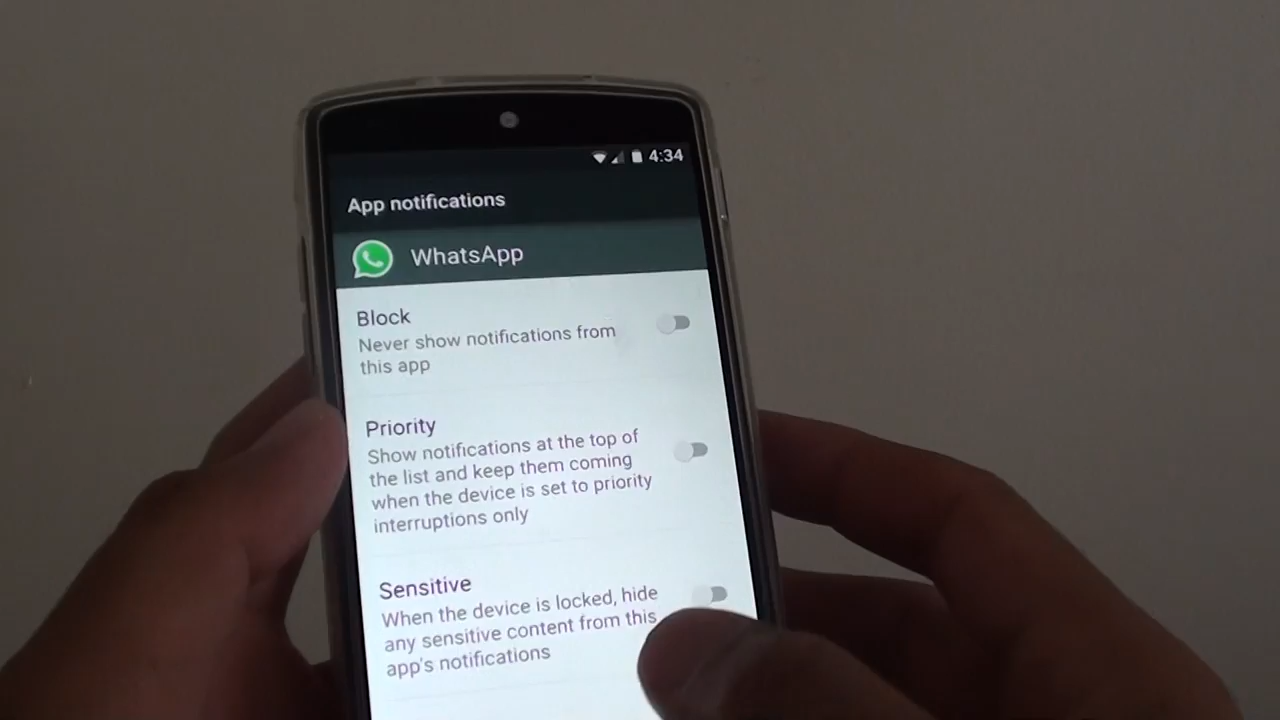 4:34
App notifications
WhatsApp
Block
Never show notifications from
this app
Priority
Show notifications at the top of
the list and keep them coming
when the device is set to priority
interruptions only
Sensitive
When the device is locked, hide
any sensitive content from this
app's notifications